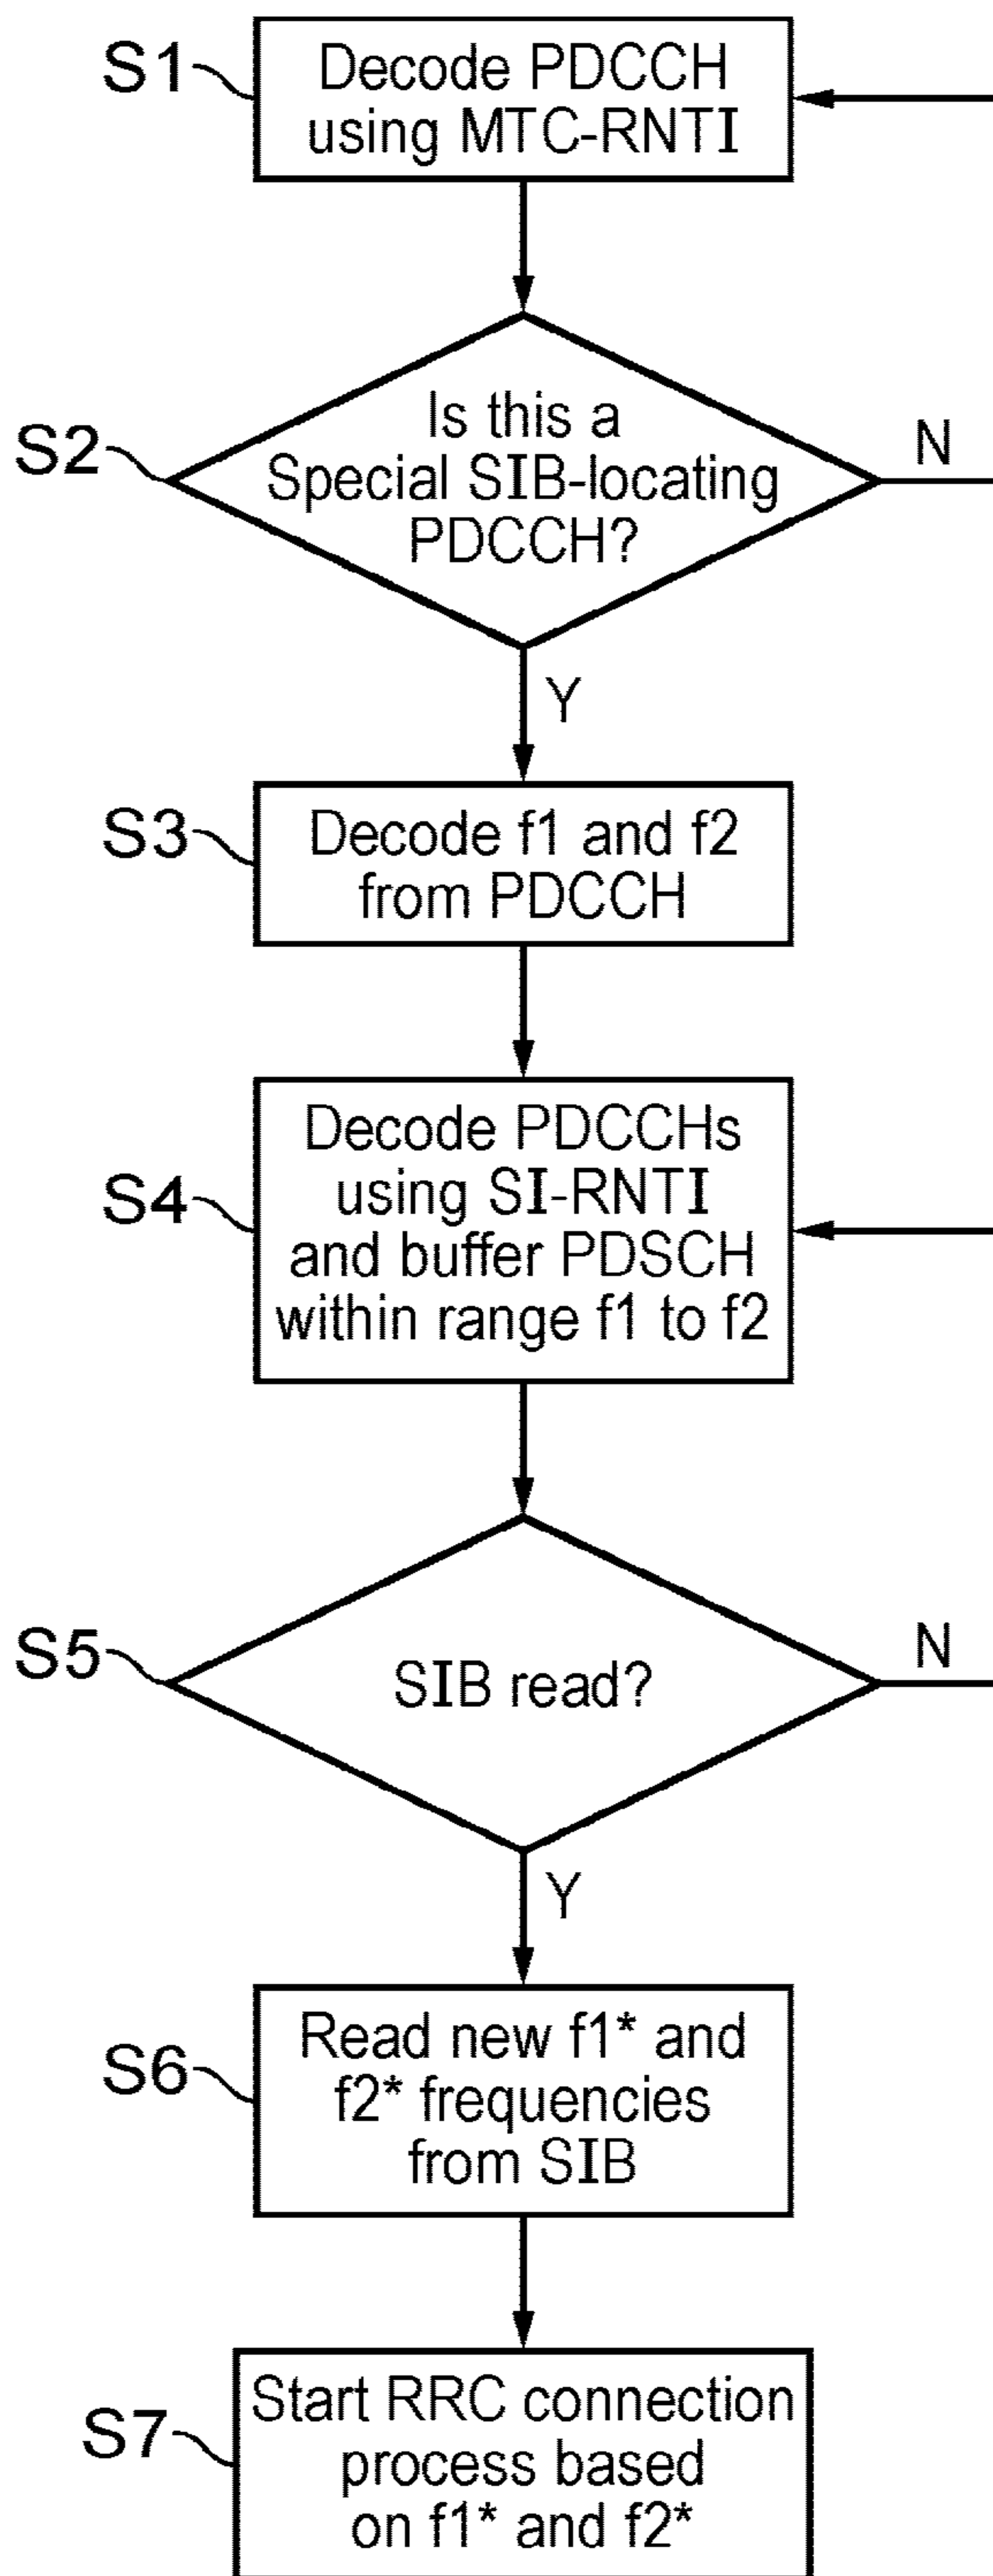 S1
Decode PDCCH
using MTC-RNTI
S2
Is this a
Special SIB-locating
PDCCH?
N
Y
S3
Decode f1 and f2
from PDCCH
S4
Decode PDCCHs
using SI-RNTI
and buffer PDSCH
within range f1 to f2
S5
SIB read?
N
Y
S6
Read new f1* and
f2* frequencies
from SIB
S7
Start RRC connection
process based
on f1* and f2*